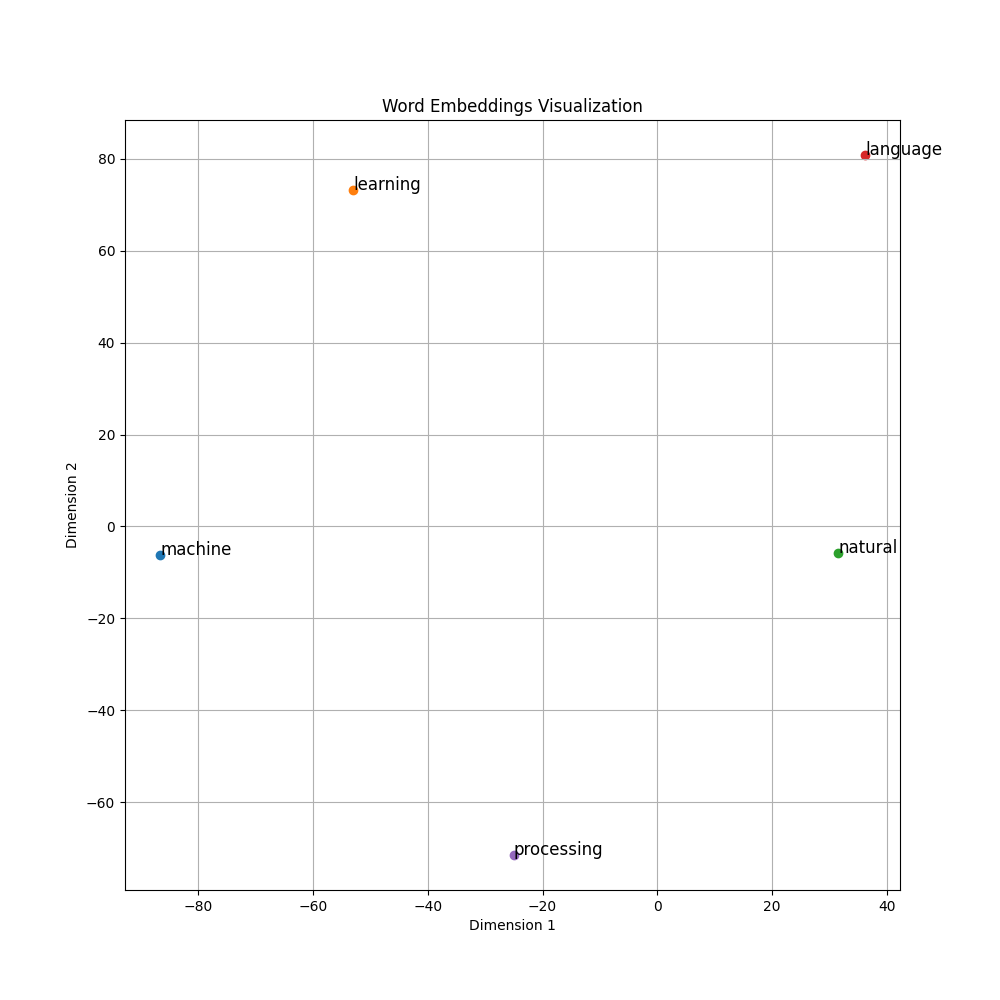 Word Embeddings Visualization
language
80
learning
60
40
20
Dimension 2
0
machine
natural
−20
−40
−60
processing
−80 −60 −40 −20 0 20 40
Dimension 1